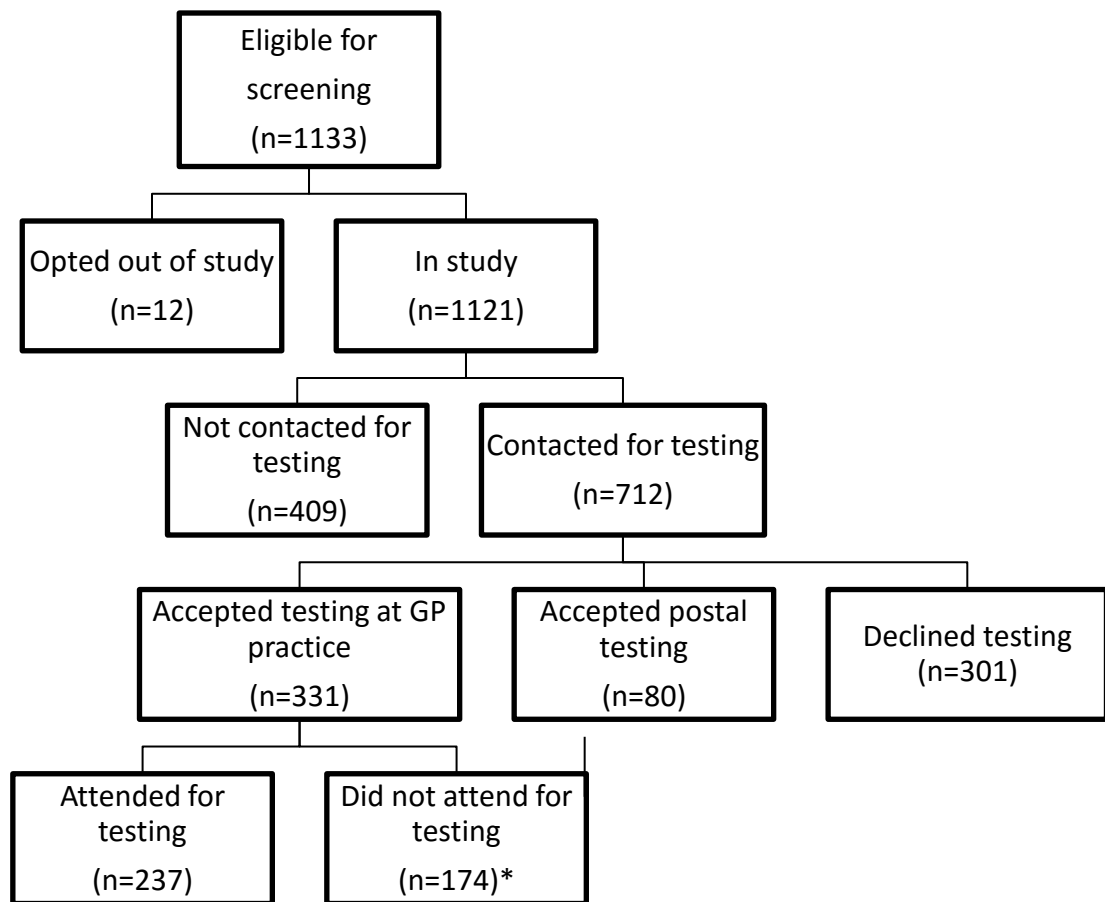 Eligible for
screening
(n=1133)
Opted out of study
(n=12)
In study
(n=1121)
Not contacted for
testing
(n=409)
Contacted for testing
(n=712)
Accepted testing at GP
practice
(n=331)
Accepted postal
testing
(n=80)
Declined testing
(n=301)
Attended for
testing
(n=237)
Did not attend for
testing
(n=174)*